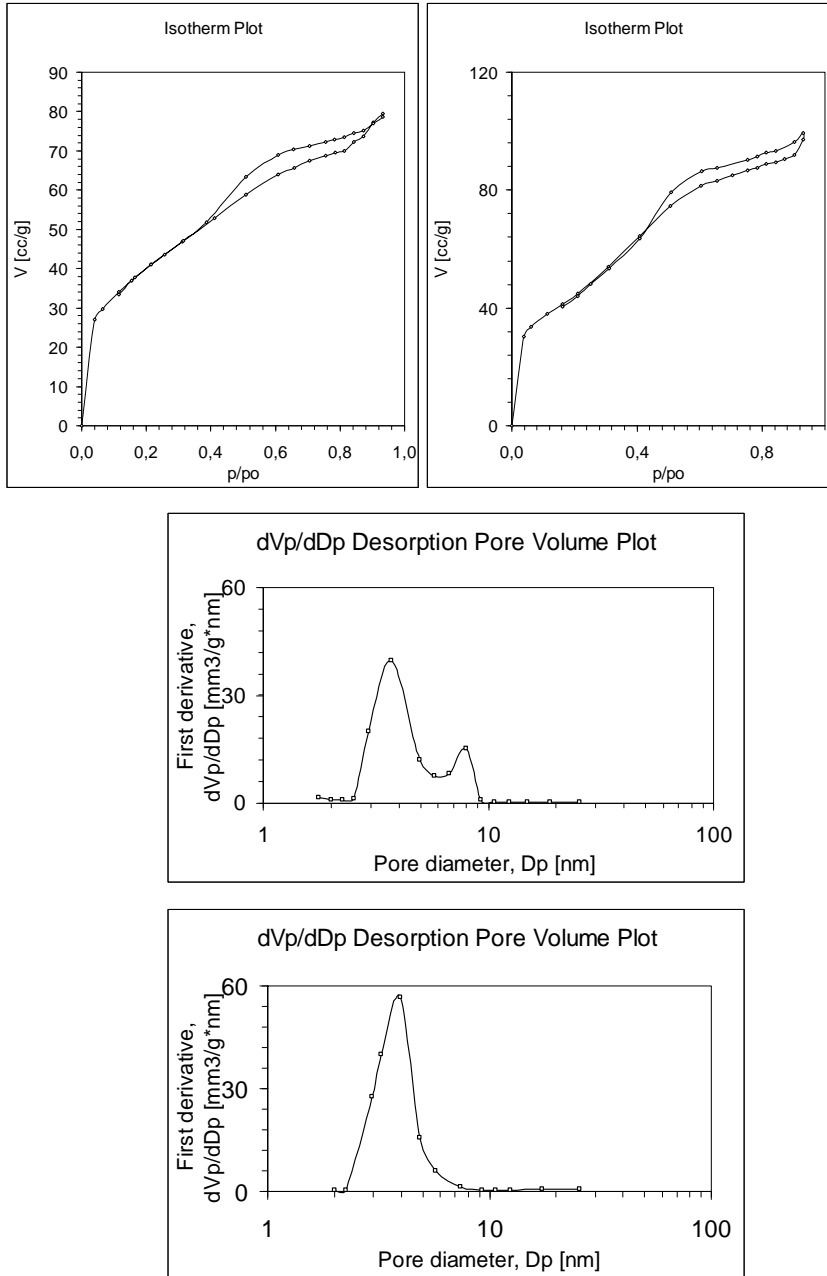 Isotherm Plot
V [cc/g]
90
80
70
60
50
40
30
20
10
0
0,0 0,2 0,4 0,6 0,8 1,0
p/po
Isotherm Plot
V [cc/g]
120
80
40
0
0,0 0,4 0,8
p/po
dVp/dDp Desorption Pore Volume Plot
First derivative,
dVp/dDp [mm3/g*nm]
60
30
0
1 10 100
Pore diameter, Dp [nm]
dVp/dDp Desorption Pore Volume Plot
First derivative,
dVp/dDp [mm3/g*nm]
60
30
0
1 10 100
Pore diameter, Dp [nm]